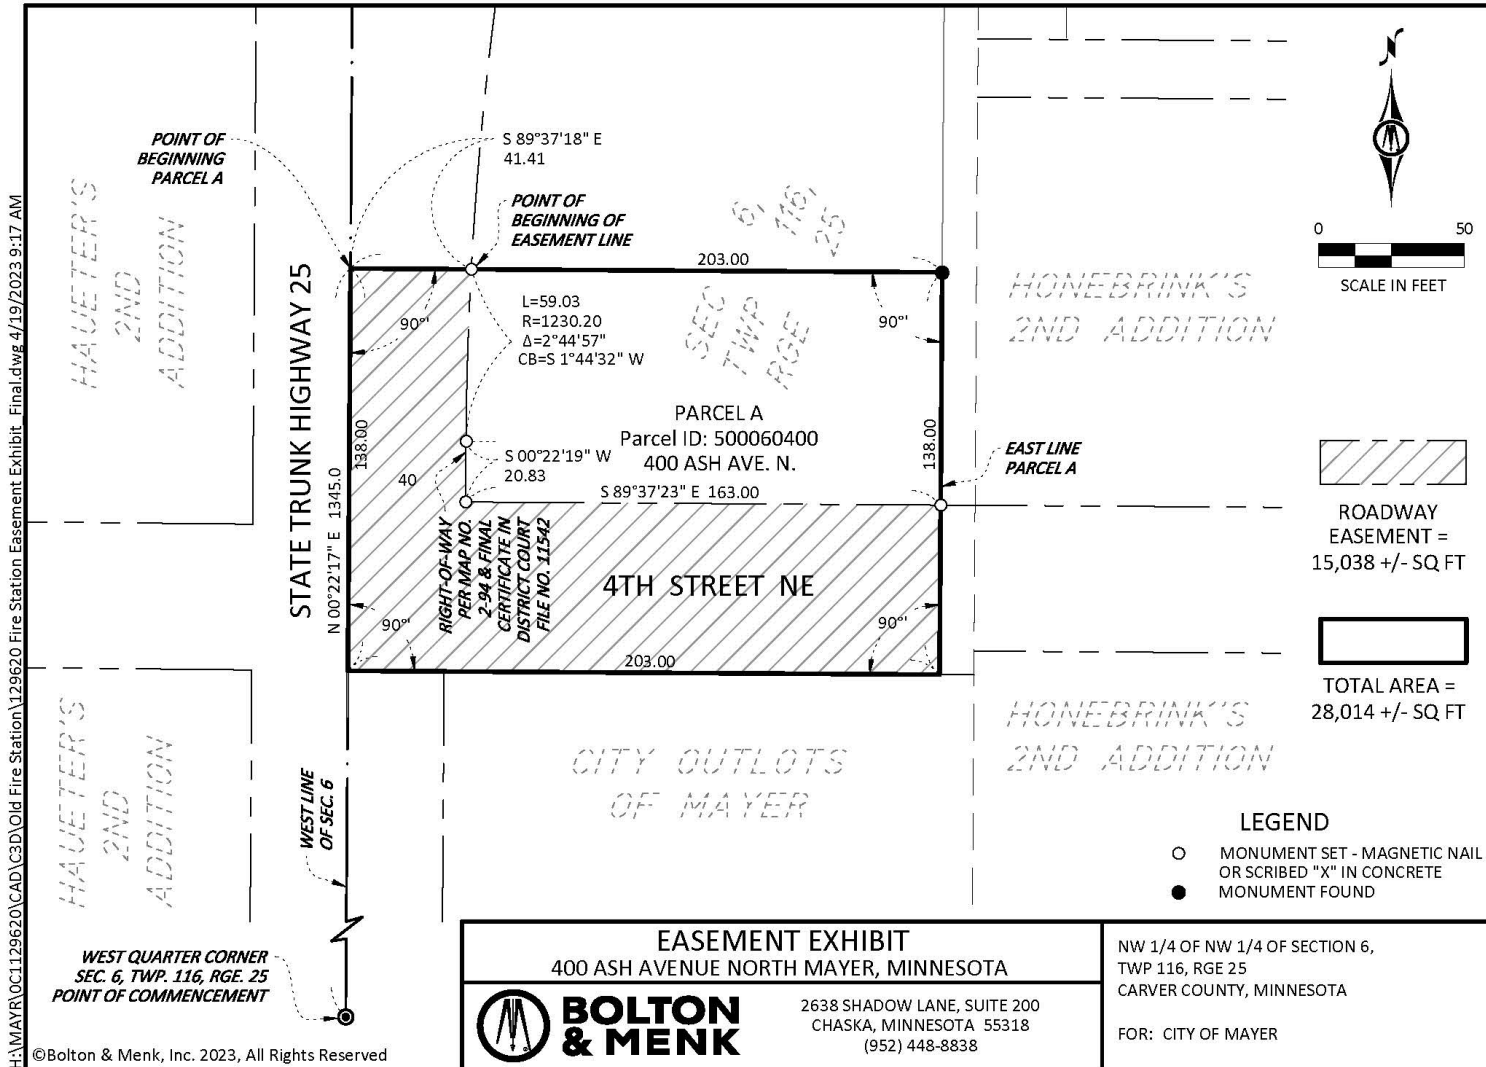 H:\MAYR\0C1129620\CAD\C3D\Old Fire Station\129620 Fire Station Easement Exhibit_Final.dwg 4/19/2023 9:17 AM
POINT OF
BEGINNING
PARCEL A
S 89°37'18" E
41.41
POINT OF
BEGINNING OF
EASEMENT LINE
HAUETER'S
2ND
ADDITION
STATE TRUNK HIGHWAY 25
N 00°22'17" E 1345.0
138.00
203.00
90°'
90°'
L=59.03
R=1230.20
Δ=2°44'57"
CB=S 1°44'32" W
SEC 6,
TWP 116,
RGE 25
N
0 50
SCALE IN FEET
HONEBRINK'S
2ND ADDITION
PARCEL A
Parcel ID: 500060400
400 ASH AVE. N.
138.00
EAST LINE
PARCEL A
S 00°22'19" W
20.83
40
S 89°37'23" E 163.00
RIGHT-OF-WAY
PER MAP NO.
2-94 & FINAL
CERTIFICATE IN
DISTRICT COURT
FILE NO. 11542
4TH STREET NE
90°'
90°'
203.00
ROADWAY
EASEMENT =
15,038 +/- SQ FT
TOTAL AREA =
28,014 +/- SQ FT
HAUETER'S
2ND
ADDITION
WEST LINE
OF SEC. 6
CITY OUTLOTS
OF MAYER
HONEBRINK'S
2ND ADDITION
LEGEND
MONUMENT SET - MAGNETIC NAIL
OR SCRIBED "X" IN CONCRETE
MONUMENT FOUND
WEST QUARTER CORNER
SEC. 6, TWP. 116, RGE. 25
POINT OF COMMENCEMENT
©Bolton & Menk, Inc. 2023, All Rights Reserved
EASEMENT EXHIBIT
400 ASH AVENUE NORTH MAYER, MINNESOTA
BOLTON
& MENK
2638 SHADOW LANE, SUITE 200
CHASKA, MINNESOTA 55318
(952) 448-8838
NW 1/4 OF NW 1/4 OF SECTION 6,
TWP 116, RGE 25
CARVER COUNTY, MINNESOTA
FOR: CITY OF MAYER